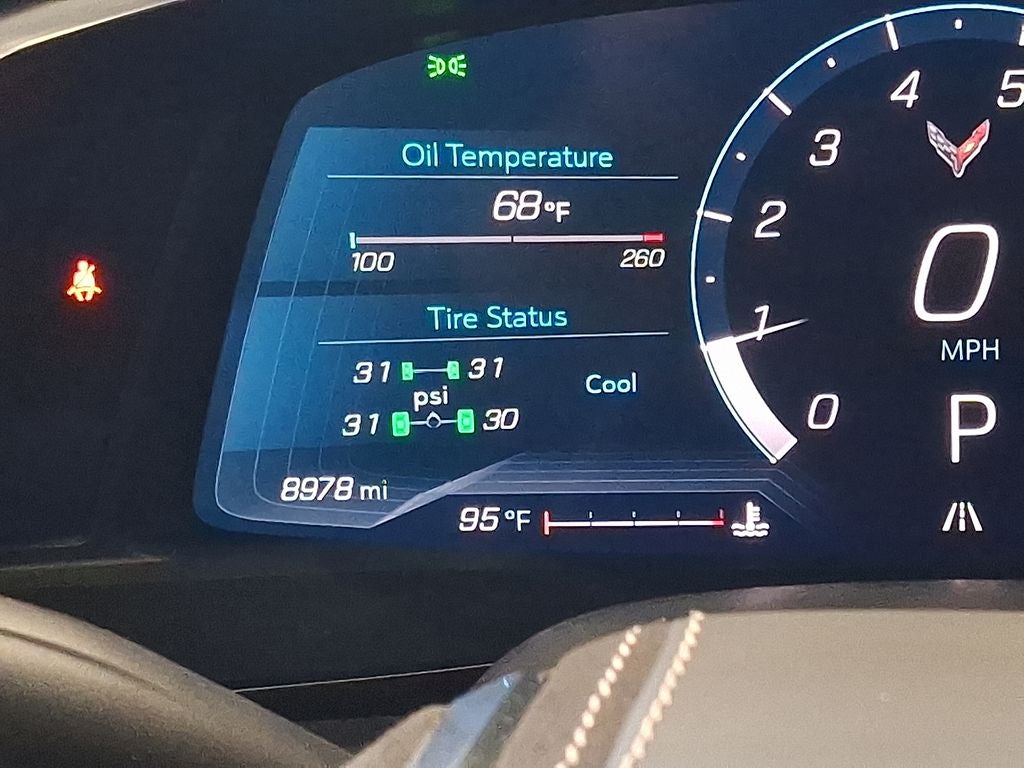 Oil Temperature
68°F
100 260
Tire Status
31 31
psi
Cool
31 30
8978 mi
95 °F
0 1 2 3 4 5
0
MPH
P